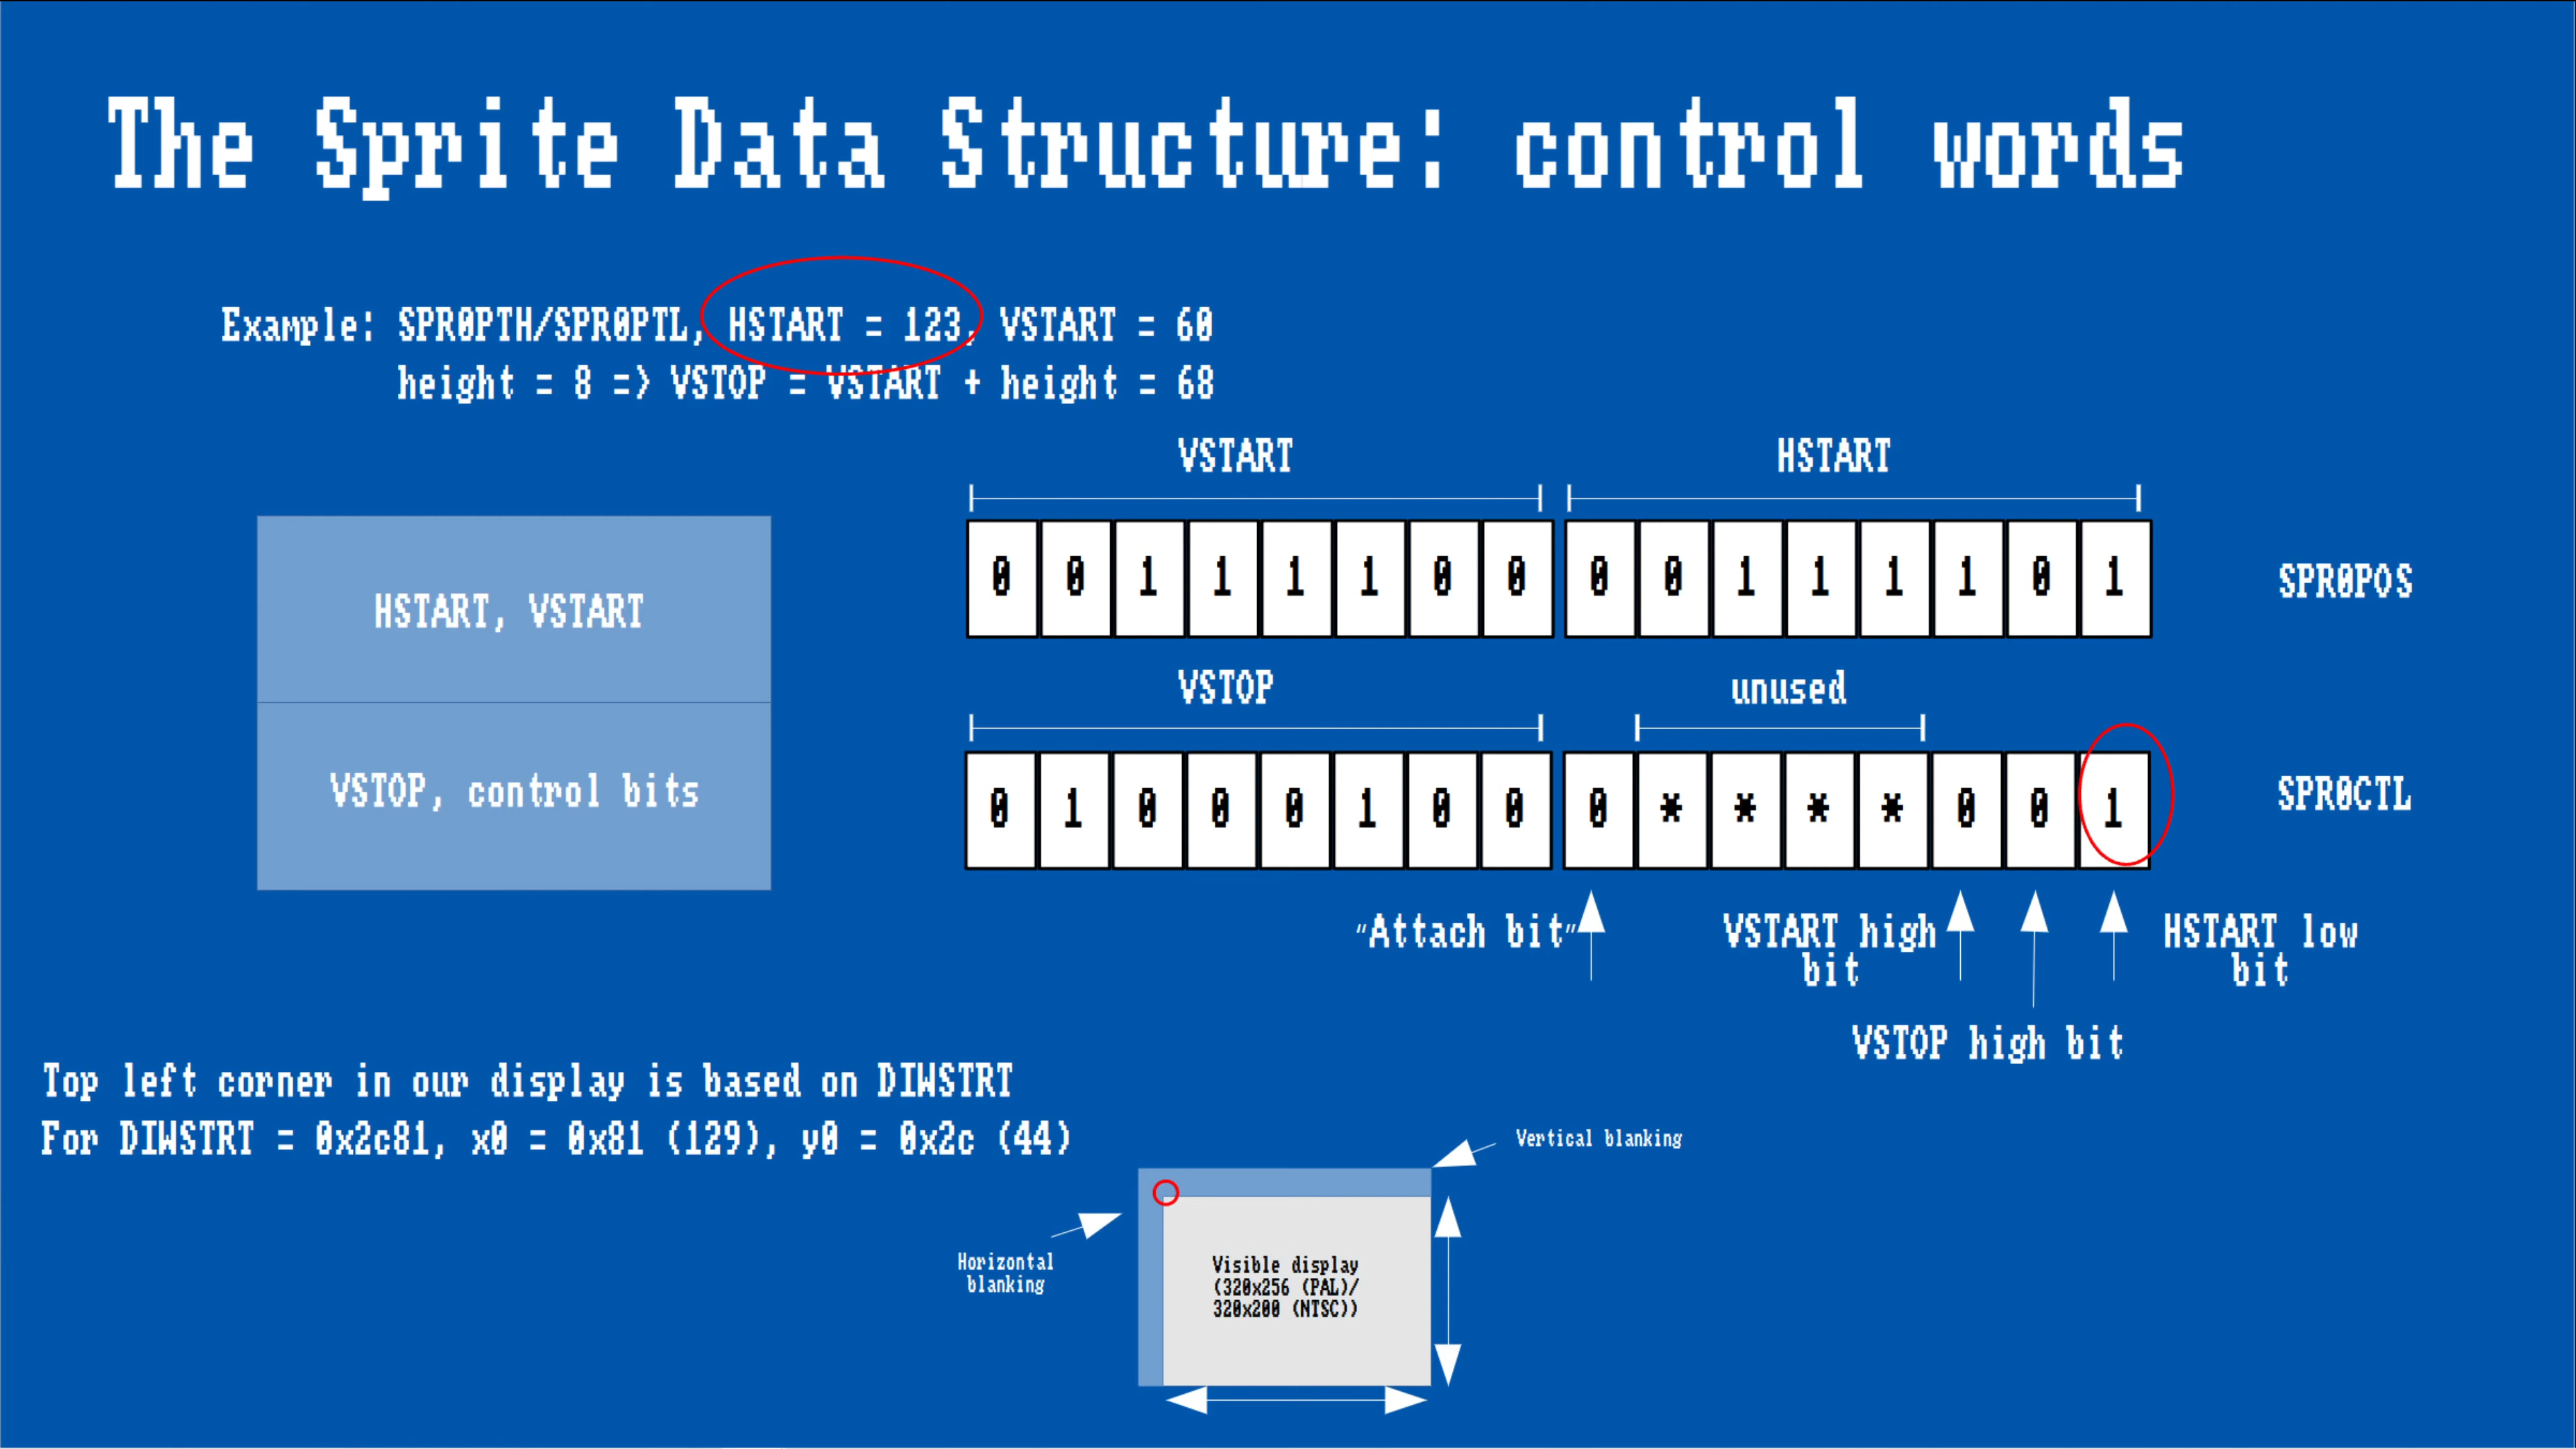 The Sprite Data Structure: control words
Example: SPR0PTH/SPR0PTL, HSTART = 123, VSTART = 60
height = 8 => VSTOP = VSTART + height = 68
VSTART
HSTART
HSTART, VSTART
0 0 1 1 1 1 0 0 0 0 1 1 1 1 0 1
SPR0POS
VSTOP
unused
VSTOP, control bits
0 1 0 0 0 1 0 0 0 * * * * 0 0 1
SPR0CTL
"Attach bit"
VSTART high
bit
HSTART low
bit
VSTOP high bit
Top left corner in our display is based on DIWSTRT
For DIWSTRT = 0x2c81, x0 = 0x81 (129), y0 = 0x2c (44)
Vertical blanking
Horizontal
blanking
Visible display
(320x256 (PAL)/
320x200 (NTSC))